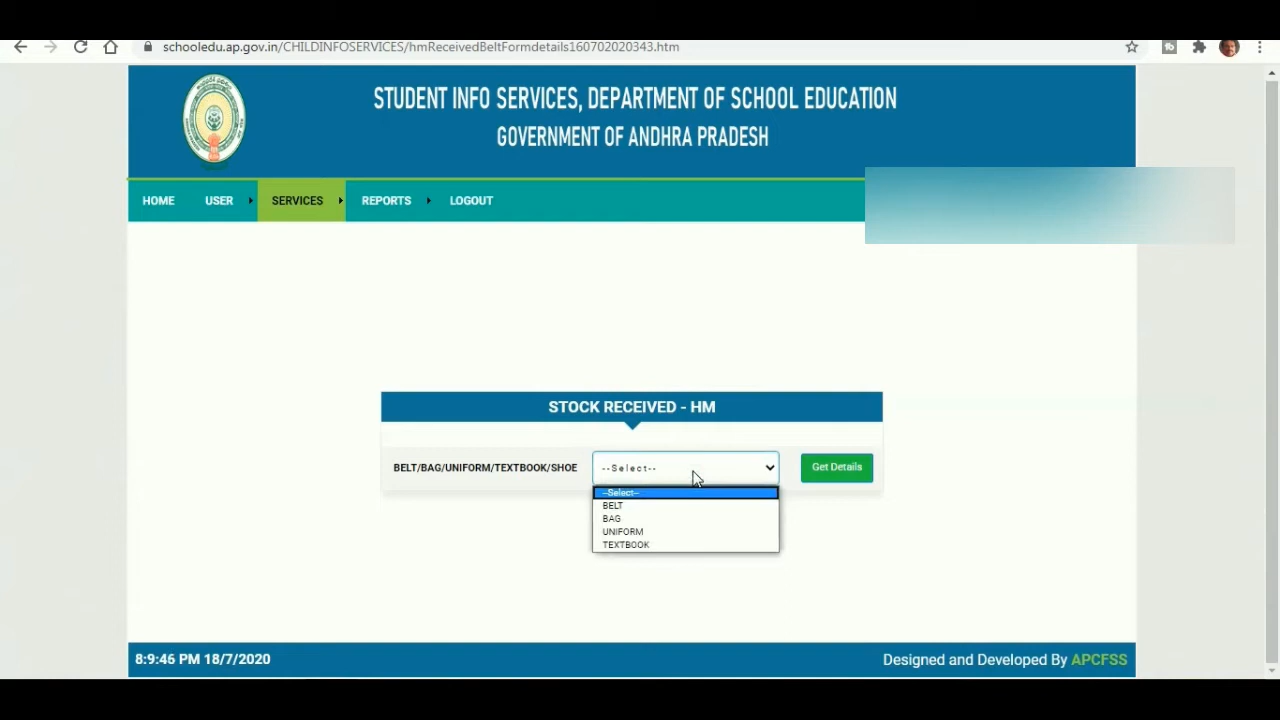 schooledu.ap.gov.in/CHILDINFOSERVICES/hmReceivedBeltFormdetails160702020343.htm
STUDENT INFO SERVICES, DEPARTMENT OF SCHOOL EDUCATION
GOVERNMENT OF ANDHRA PRADESH
HOME USER SERVICES REPORTS LOGOUT
STOCK RECEIVED - HM
BELT/BAG/UNIFORM/TEXTBOOK/SHOE --Select-- Get Details
--Select--
BELT
BAG
UNIFORM
TEXTBOOK
8:9:46 PM 18/7/2020 Designed and Developed By APCFSS